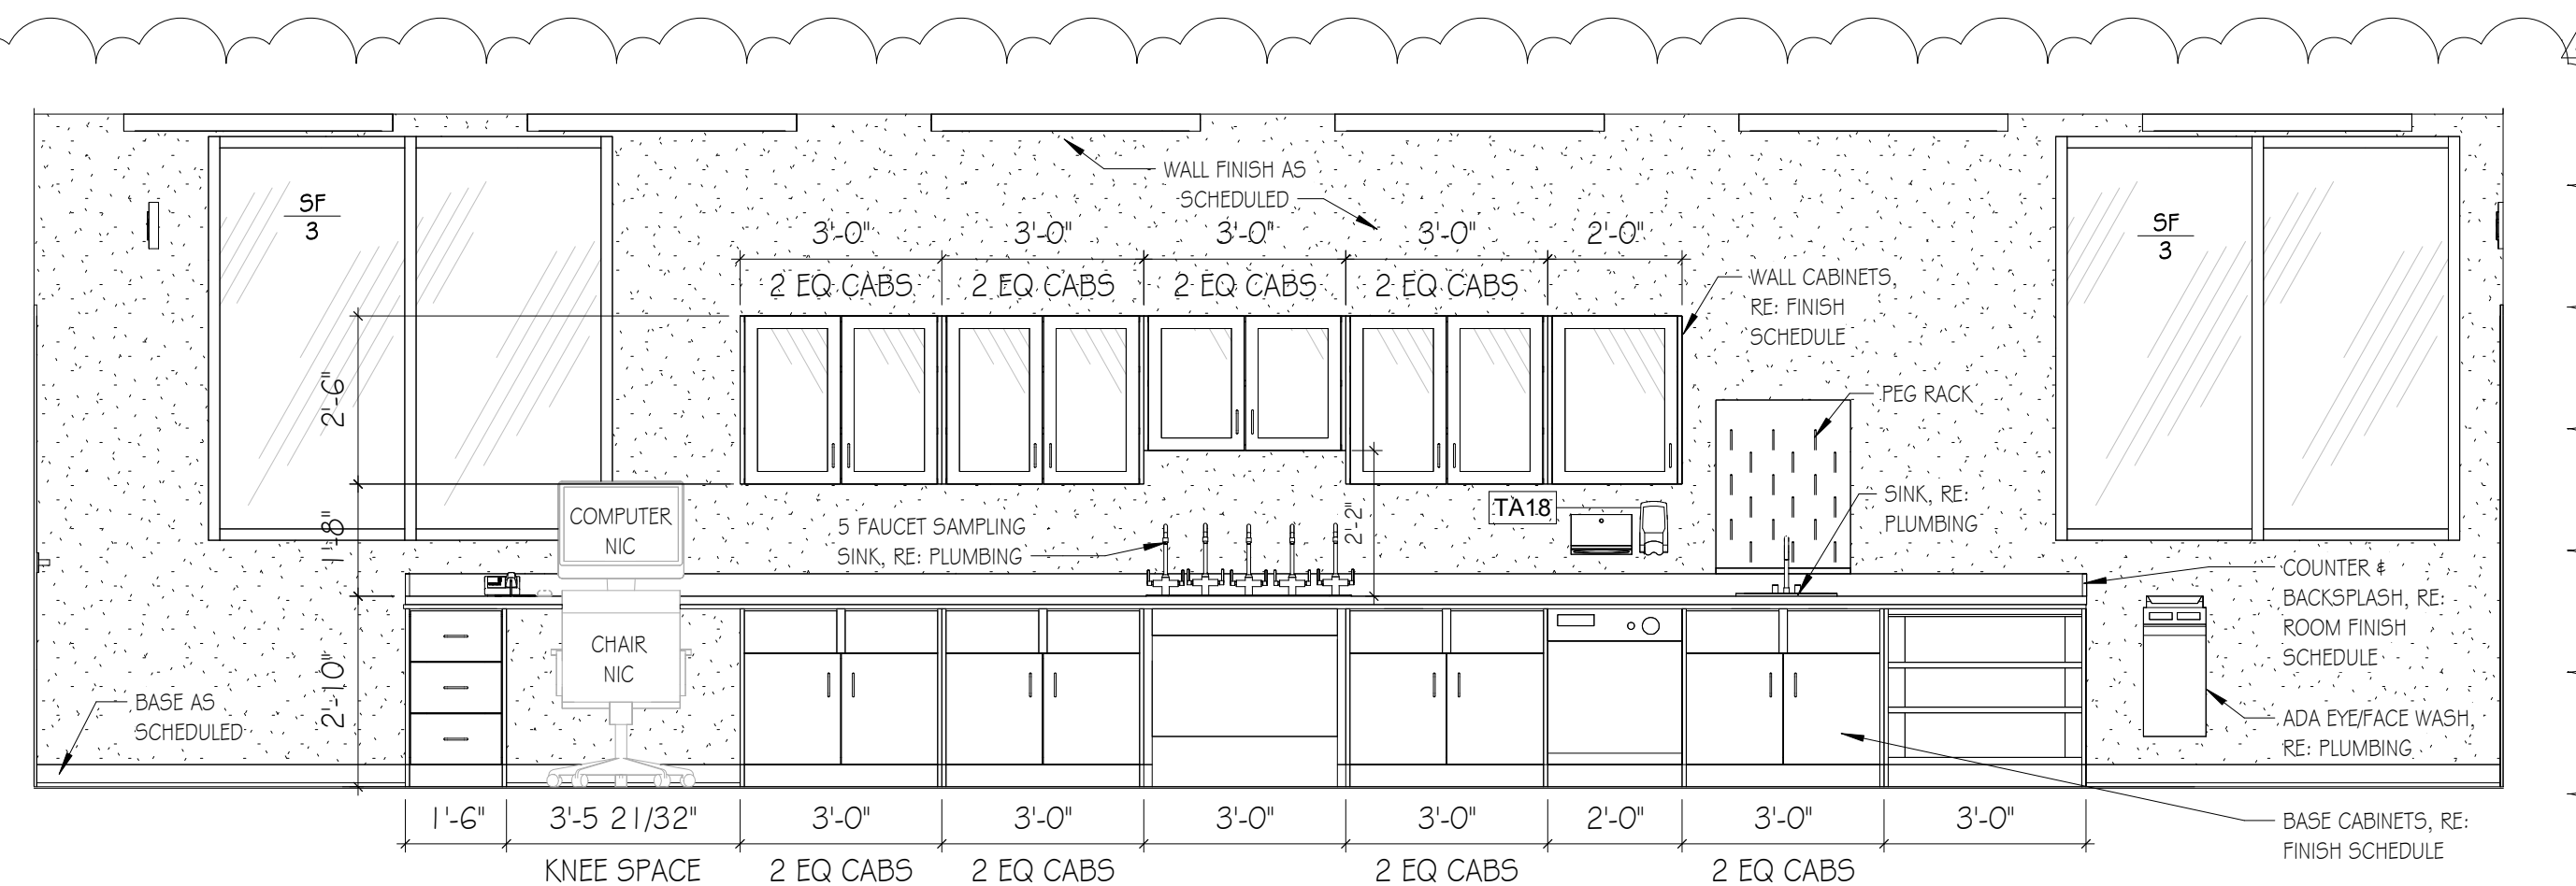 WALL FINISH AS
SCHEDULED
SF
3
SF
3
3'-0"
3'-0"
3'-0"
3'-0"
2'-0"
2 EQ CABS
2 EQ CABS
2 EQ CABS
2 EQ CABS
WALL CABINETS,
RE: FINISH
SCHEDULE
2'-6"
PEG RACK
COMPUTER
NIC
1'-8"
5 FAUCET SAMPLING
SINK, RE: PLUMBING
2'-2"
TA18
SINK, RE:
PLUMBING
COUNTER &
BACKSPLASH, RE:
ROOM FINISH
SCHEDULE
CHAIR
NIC
2'-10"
BASE AS
SCHEDULED
ADA EYE/FACE WASH,
RE: PLUMBING
1'-6"
3'-5 21/32"
3'-0"
3'-0"
3'-0"
3'-0"
2'-0"
3'-0"
3'-0"
BASE CABINETS, RE:
FINISH SCHEDULE
KNEE SPACE
2 EQ CABS
2 EQ CABS
2 EQ CABS
2 EQ CABS